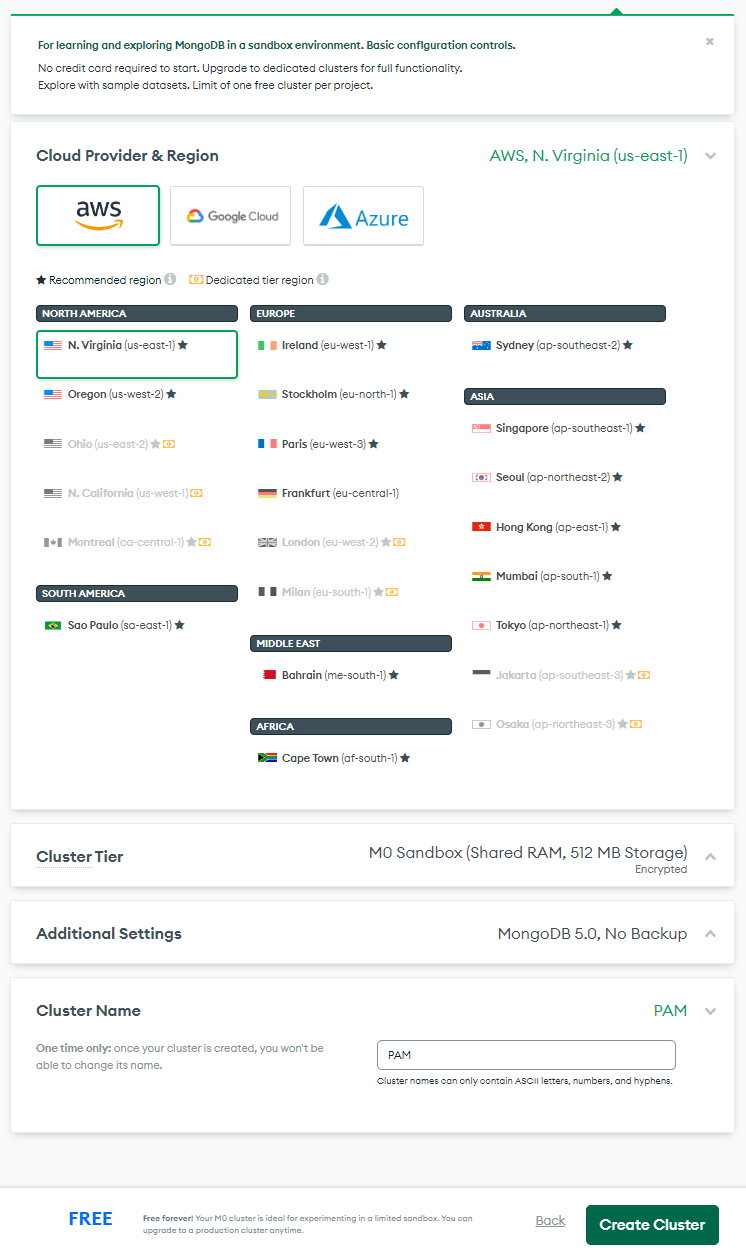 For learning and exploring MongoDB in a sandbox environment. Basic configuration controls.
No credit card required to start. Upgrade to dedicated clusters for full functionality.
Explore with sample datasets. Limit of one free cluster per project.
Cloud Provider & Region
AWS, N. Virginia (us-east-1)
aws
Google Cloud
Azure
Recommended region
Dedicated tier region
NORTH AMERICA
N. Virginia (us-east-1)
Oregon (us-west-2)
Ohio (us-east-2)
N. California (us-west-1)
Montreal (ca-central-1)
SOUTH AMERICA
Sao Paulo (sa-east-1)
EUROPE
Ireland (eu-west-1)
Stockholm (eu-north-1)
Paris (eu-west-3)
Frankfurt (eu-central-1)
London (eu-west-2)
Milan (eu-south-1)
MIDDLE EAST
Bahrain (me-south-1)
AFRICA
Cape Town (af-south-1)
AUSTRALIA
Sydney (ap-southeast-2)
ASIA
Singapore (ap-southeast-1)
Seoul (ap-northeast-2)
Hong Kong (ap-east-1)
Mumbai (ap-south-1)
Tokyo (ap-northeast-1)
Jakarta (ap-southeast-3)
Osaka (ap-northeast-3)
Cluster Tier
M0 Sandbox (Shared RAM, 512 MB Storage)
Encrypted
Additional Settings
MongoDB 5.0, No Backup
Cluster Name
PAM
One time only: once your cluster is created, you won't be
able to change its name.
PAM
Cluster names can only contain ASCII letters, numbers, and hyphens.
FREE
Free forever! Your M0 cluster is ideal for experimenting in a limited sandbox. You can
upgrade to a production cluster anytime.
Back
Create Cluster